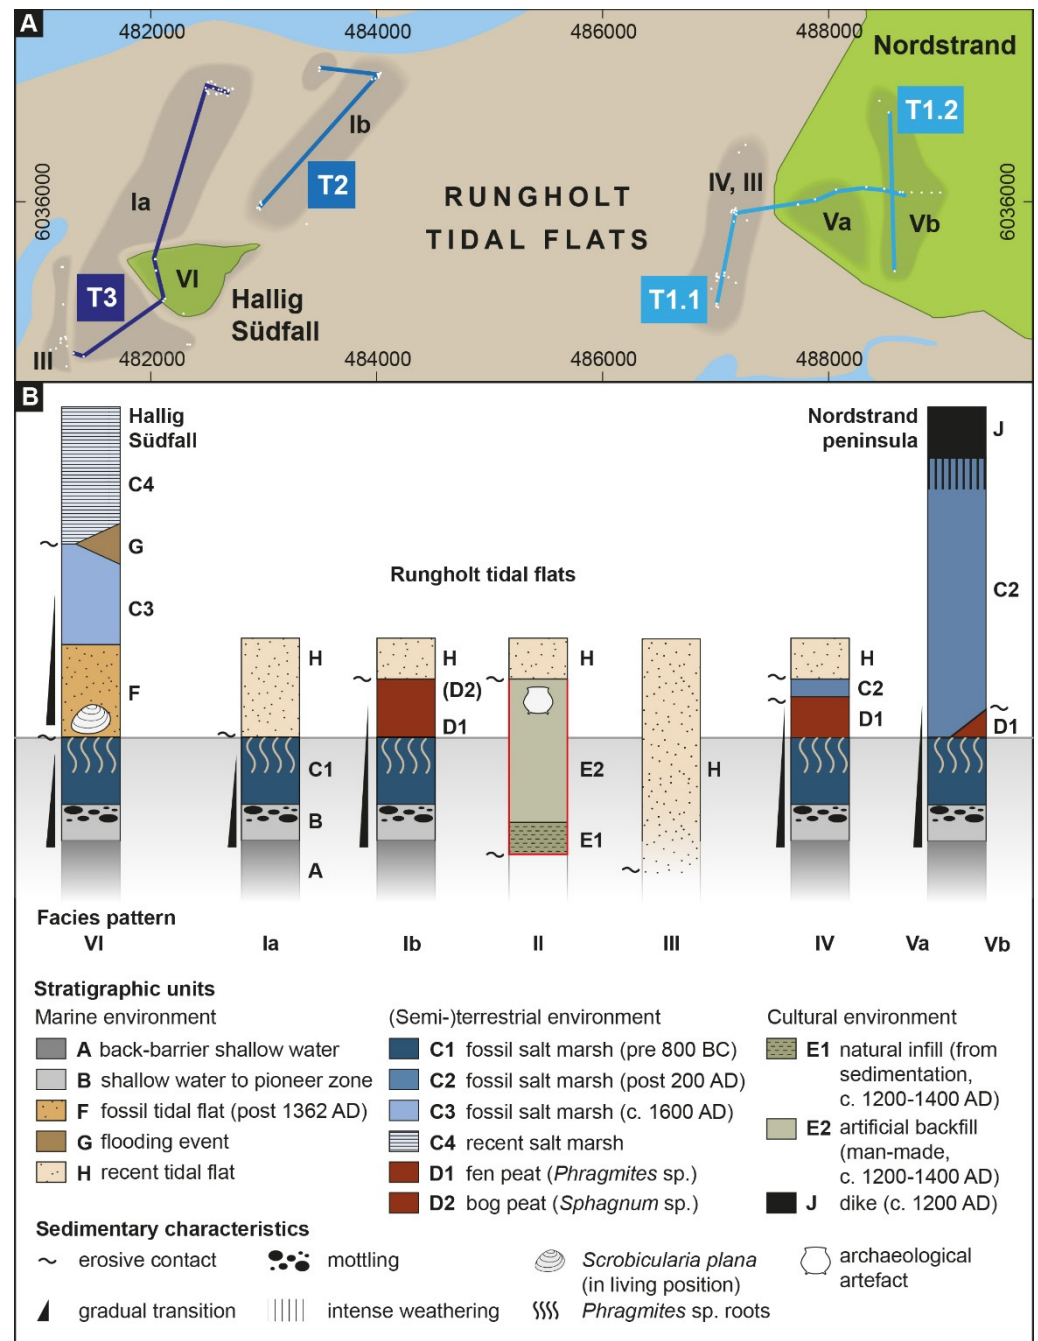 A
482000
484000
486000
488000
Nordstrand
T1.2
Ib
T2
IV, III
RUNGHOLT
TIDAL FLATS
Ia
6036000
6036000
Va
Vb
VI
T3
Hallig
Südfall
T1.1
III
482000
484000
486000
488000
B
Hallig
Südfall
Nordstrand
peninsula
J
C4
G
C3
F
Rungholt tidal flats
C2
H
H
(D2)
D1
H
H
C2
D1
D1
C1
B
A
E2
E1
H
Facies pattern
VI
Ia
Ib
II
III
IV
Va
Vb
Stratigraphic units
Marine environment
A back-barrier shallow water
B shallow water to pioneer zone
F fossil tidal flat (post 1362 AD)
G flooding event
H recent tidal flat
(Semi-)terrestrial environment
C1 fossil salt marsh (pre 800 BC)
C2 fossil salt marsh (post 200 AD)
C3 fossil salt marsh (c. 1600 AD)
C4 recent salt marsh
D1 fen peat (Phragmites sp.)
D2 bog peat (Sphagnum sp.)
Cultural environment
E1 natural infill (from
sedimentation,
c. 1200-1400 AD)
E2 artificial backfill
(man-made,
c. 1200-1400 AD)
J dike (c. 1200 AD)
Sedimentary characteristics
erosive contact
mottling
Scrobicularia plana
(in living position)
archaeological
artefact
gradual transition
intense weathering
Phragmites sp. roots